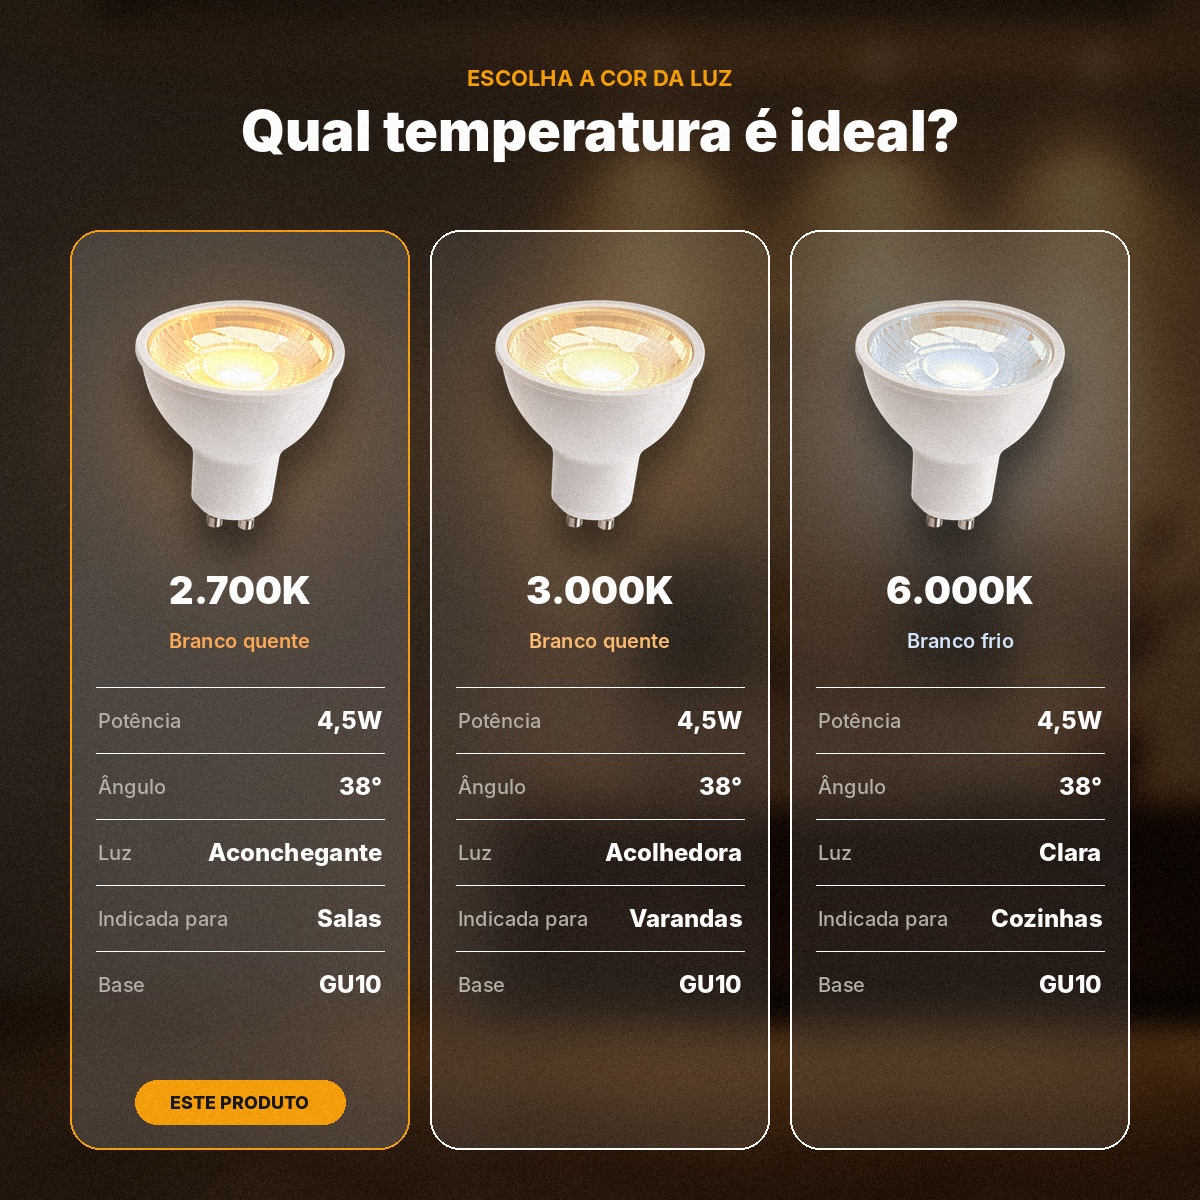 ESCOLHA A COR DA LUZ
Qual temperatura é ideal?
2.700K
Branco quente
Potência 4,5W
Ângulo 38°
Luz Aconchegante
Indicada para Salas
Base GU10
ESTE PRODUTO
3.000K
Branco quente
Potência 4,5W
Ângulo 38°
Luz Acolhedora
Indicada para Varandas
Base GU10
6.000K
Branco frio
Potência 4,5W
Ângulo 38°
Luz Clara
Indicada para Cozinhas
Base GU10